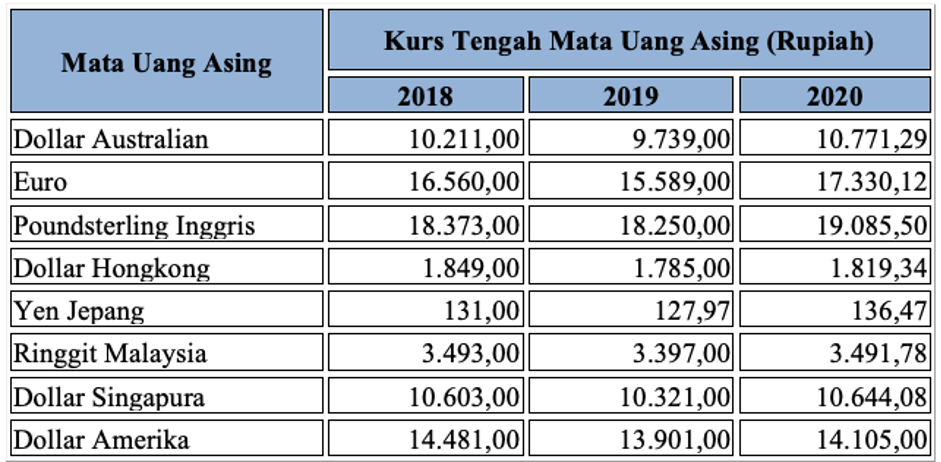 Mata Uang Asing
Kurs Tengah Mata Uang Asing (Rupiah)
2018 2019 2020
Dollar Australian 10.211,00 9.739,00 10.771,29
Euro 16.560,00 15.589,00 17.330,12
Poundsterling Inggris 18.373,00 18.250,00 19.085,50
Dollar Hongkong 1.849,00 1.785,00 1.819,34
Yen Jepang 131,00 127,97 136,47
Ringgit Malaysia 3.493,00 3.397,00 3.491,78
Dollar Singapura 10.603,00 10.321,00 10.644,08
Dollar Amerika 14.481,00 13.901,00 14.105,00